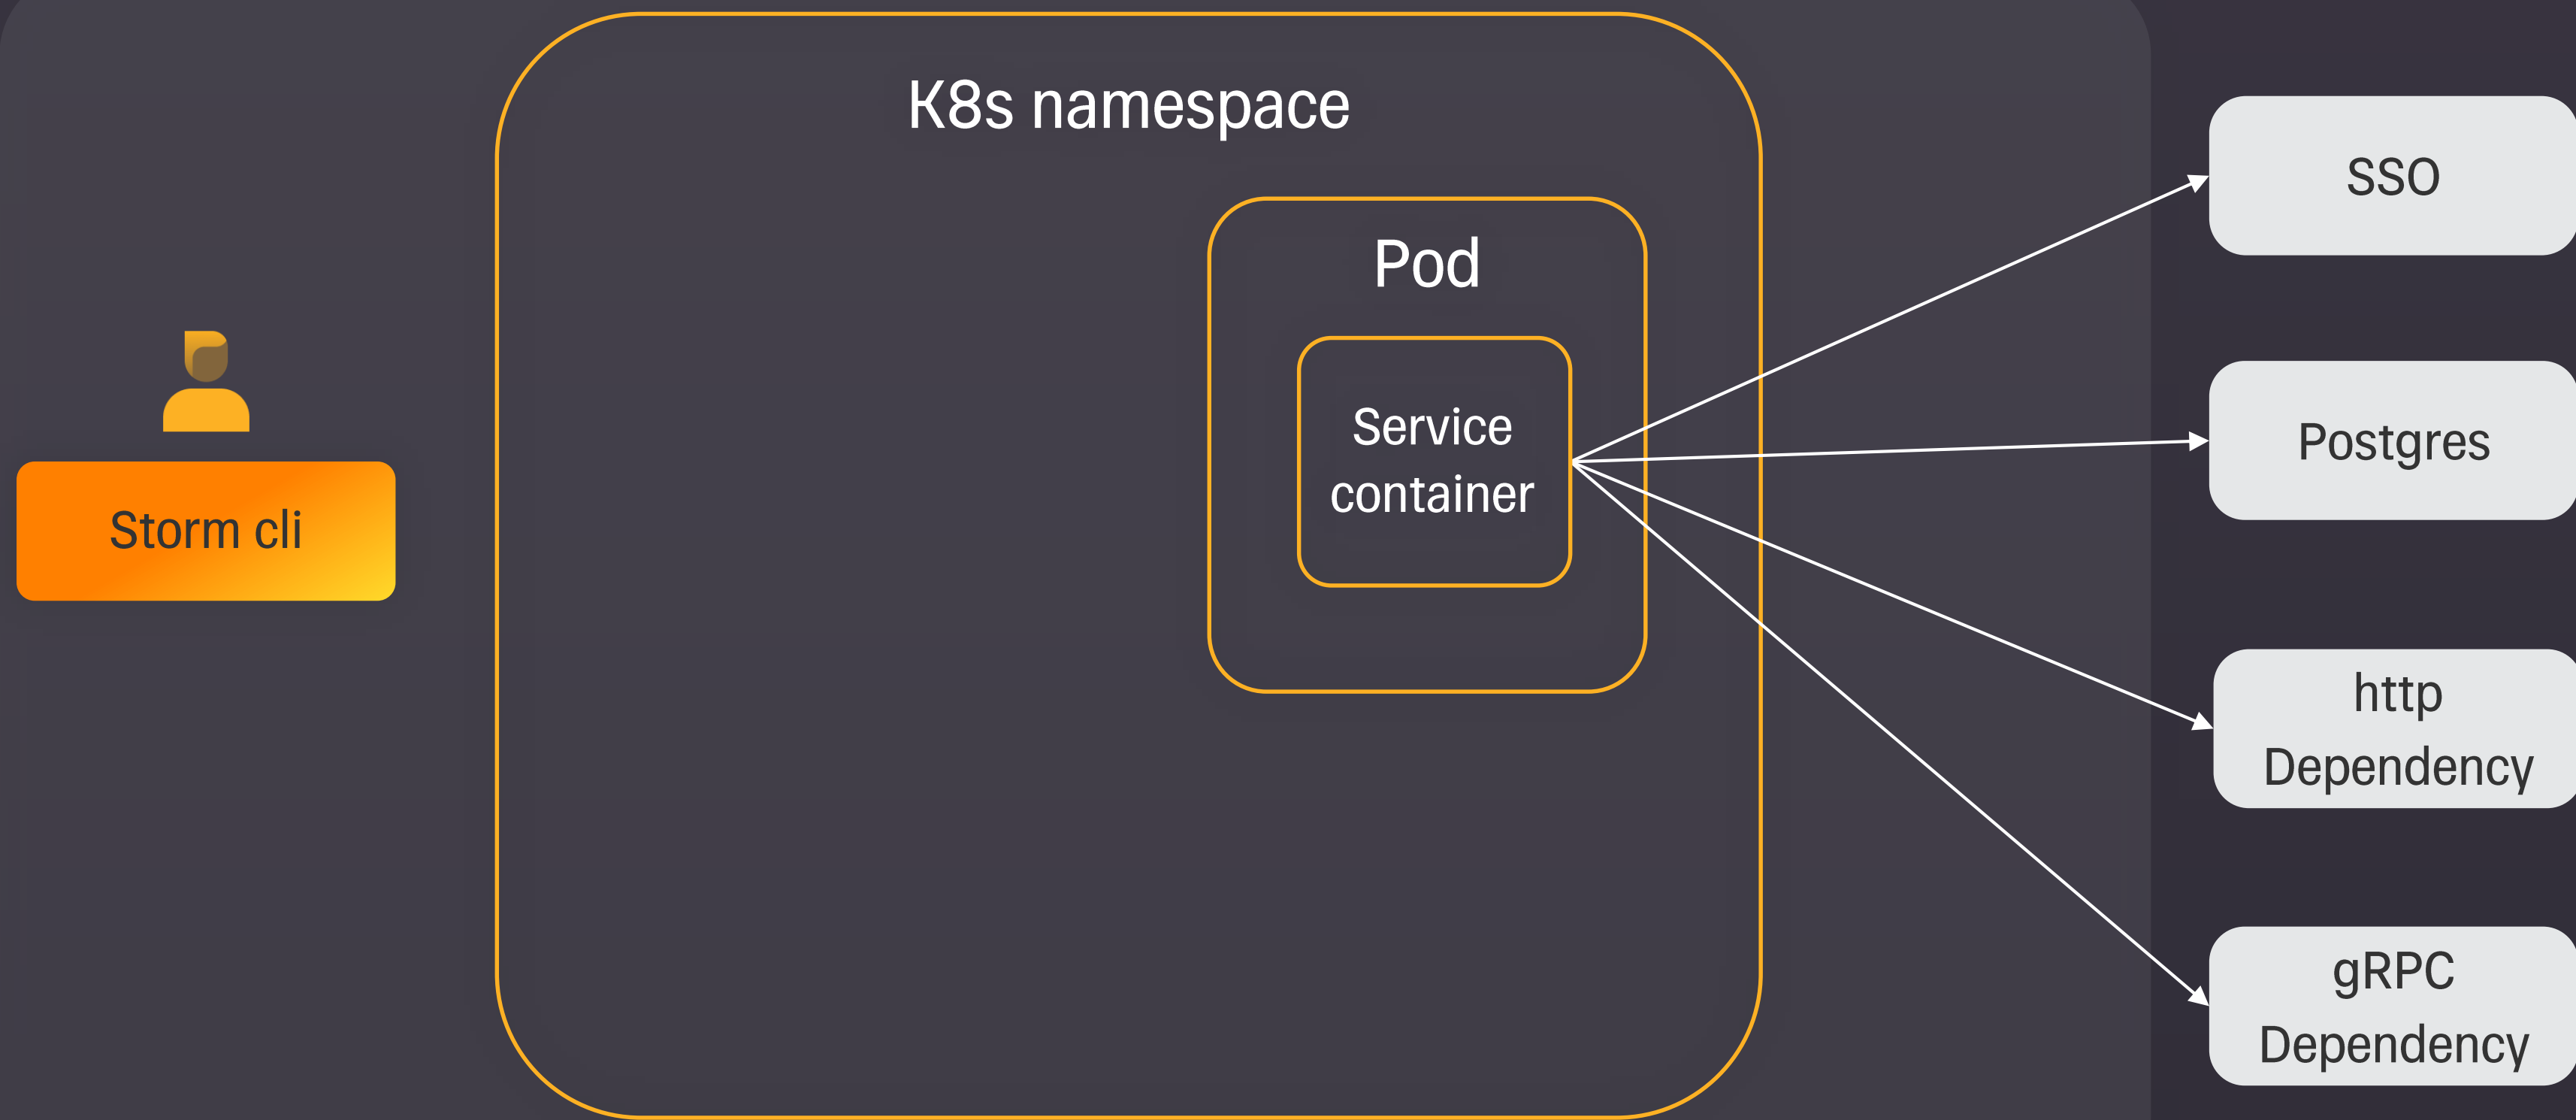 K8s namespace
Pod
Service
container
Storm cli
SSO
Postgres
http
Dependency
gRPC
Dependency